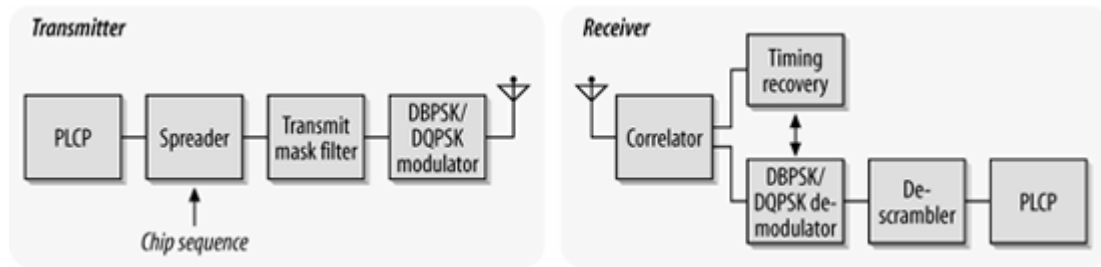 Transmitter
PLCP
Spreader
Transmit
mask filter
DBPSK/
DQPSK
modulator
Chip sequence
Receiver
Correlator
Timing
recovery
DBPSK/
DQPSK de-
modulator
De-
scrambler
PLCP